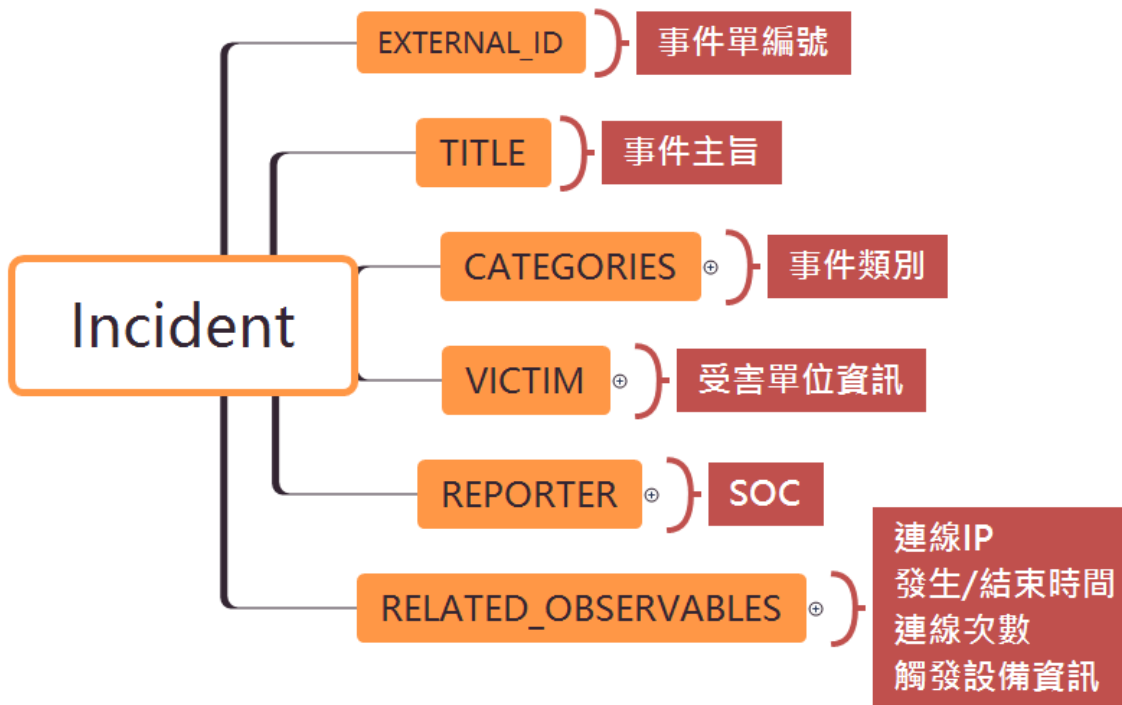 EXTERNAL_ID
事件單編號
TITLE
事件主旨
CATEGORIES
事件類別
Incident
VICTIM
受害單位資訊
REPORTER
SOC
RELATED_OBSERVABLES
連線IP
發生/結束時間
連線次數
觸發設備資訊